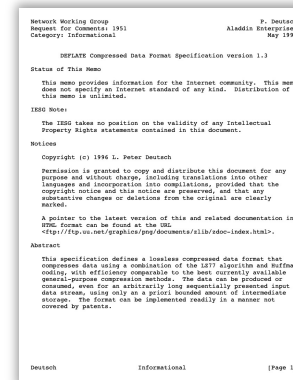 Network Working Group P. Deutsc
Request for Comments: 1951 Aladdin Enterprise
Category: Informational May 199
DEFLATE Compressed Data Format Specification version 1.3
Status of This Memo
This memo provides information for the Internet community. This mem
does not specify an Internet standard of any kind. Distribution of
this memo is unlimited.
IESG Note:
The IESG takes no position on the validity of any Intellectual
Property Rights statements contained in this document.
Notices
Copyright (c) 1996 L. Peter Deutsch
Permission is granted to copy and distribute this document for any
purpose and without charge, including translations into other
languages and incorporation into compilations, provided that the
copyright notice and this notice are preserved, and that any
substantive changes or deletions from the original are clearly
marked.
A pointer to the latest version of this and related documentation in
HTML format can be found at the URL
<ftp://ftp.uu.net/graphics/png/documents/zlib/zdoc-index.html>.
Abstract
This specification defines a lossless compressed data format that
compresses data using a combination of the LZ77 algorithm and Huffma
coding, with efficiency comparable to the best currently available
general-purpose compression methods. The data can be produced or
consumed, even for an arbitrarily long sequentially presented input
data stream, using only an a priori bounded amount of intermediate
storage. The format can be implemented readily in a manner not
covered by patents.
Deutsch Informational [Page 1